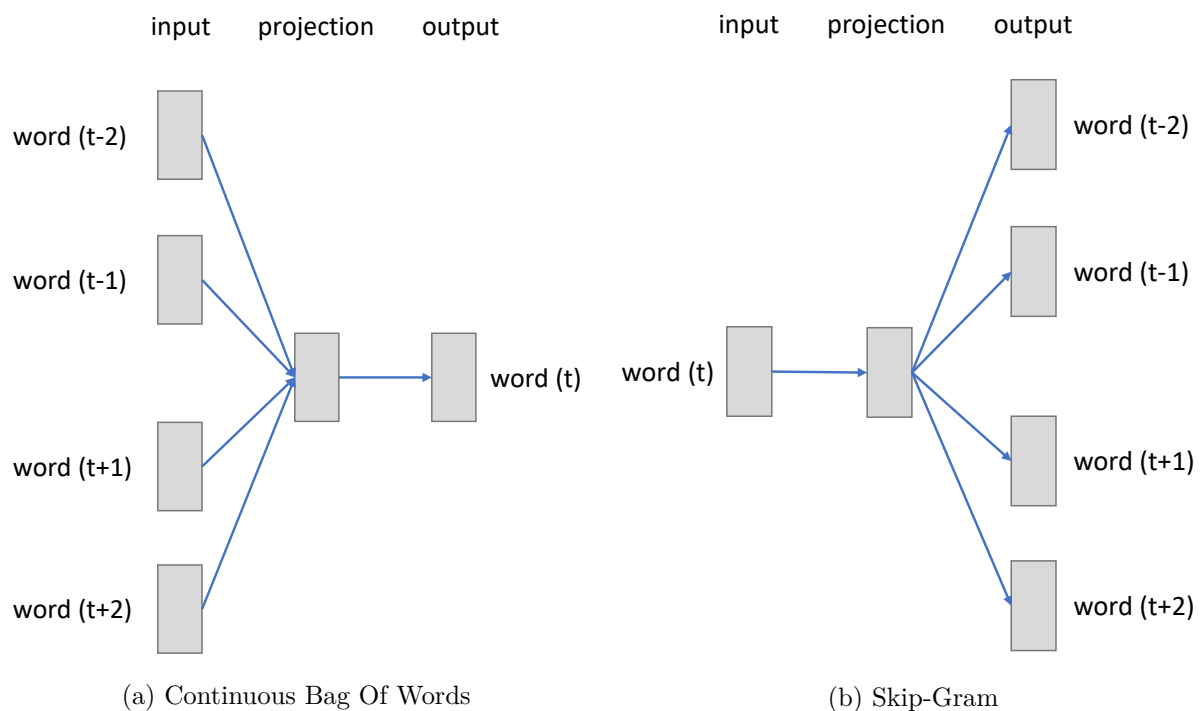 input projection output
word (t-2)
word (t-1)
word (t)
word (t+1)
word (t+2)
(a) Continuous Bag Of Words
input projection output
word (t-2)
word (t-1)
word (t)
word (t+1)
word (t+2)
(b) Skip-Gram